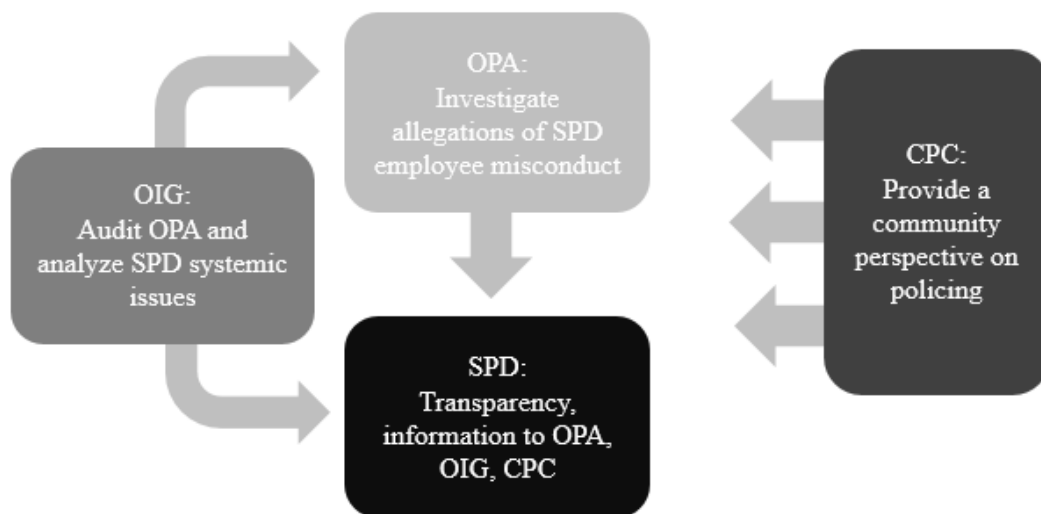 OPA:
Investigate
allegations of SPD
employee misconduct
OIG:
Audit OPA and
analyze SPD systemic
issues
CPC:
Provide a
community
perspective on
policing
SPD:
Transparency,
information to OPA,
OIG, CPC